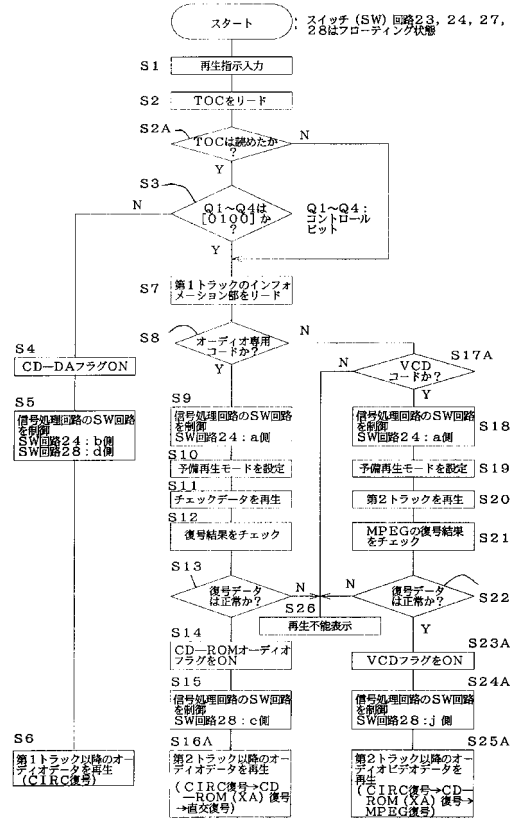 スタート
: スイッチ (SW) 回路23, 24, 27,
28はフローティング状態
S1
再生指示入力
S2
TOCをリード
S2A
TOCは読めたか
?
N
Y
S3
Q1〜Q4は
[0100] か
?
N
Y
Q1〜Q4:
コントロール
ビット
S7
第1トラックのインフォ
メーション部をリード
S8
オーディオ専用
コードか?
N
Y
S4
CD—DAフラグON
S5
信号処理回路のSW回路
を制御
SW回路24:b側
SW回路28:d側
S17A
VCD
コードか?
N
Y
S9
信号処理回路のSW回路
を制御
SW回路24:a側
S18
信号処理回路のSW回路
を制御
SW回路24:a側
S10
予備再生モードを設定
S19
予備再生モードを設定
S11
チェックデータを再生
S20
第2トラックを再生
S12
復号結果をチェック
S21
MPEGの復号結果
をチェック
S13
復号データ
は正常か?
N
Y
S22
復号データ
は正常か?
N
Y
S26
再生不能表示
S14
CD—ROMオーディオ
フラグをON
S23A
VCDフラグをON
S15
信号処理回路のSW回路
を制御
SW回路28:c側
S24A
信号処理回路のSW回路
を制御
SW回路28:j側
S6
第1トラック以降のオー
ディオデータを再生
(CIRC復号)
S16A
第2トラック以降のオー
ディオデータを再生
(CIRC復号→CD
—ROM (XA) 復号
→直交復号)
S25A
第2トラック以降のオー
ディオビデオデータを
再生
(CIRC復号→CD—
ROM (XA) 復号→
MPEG復号)